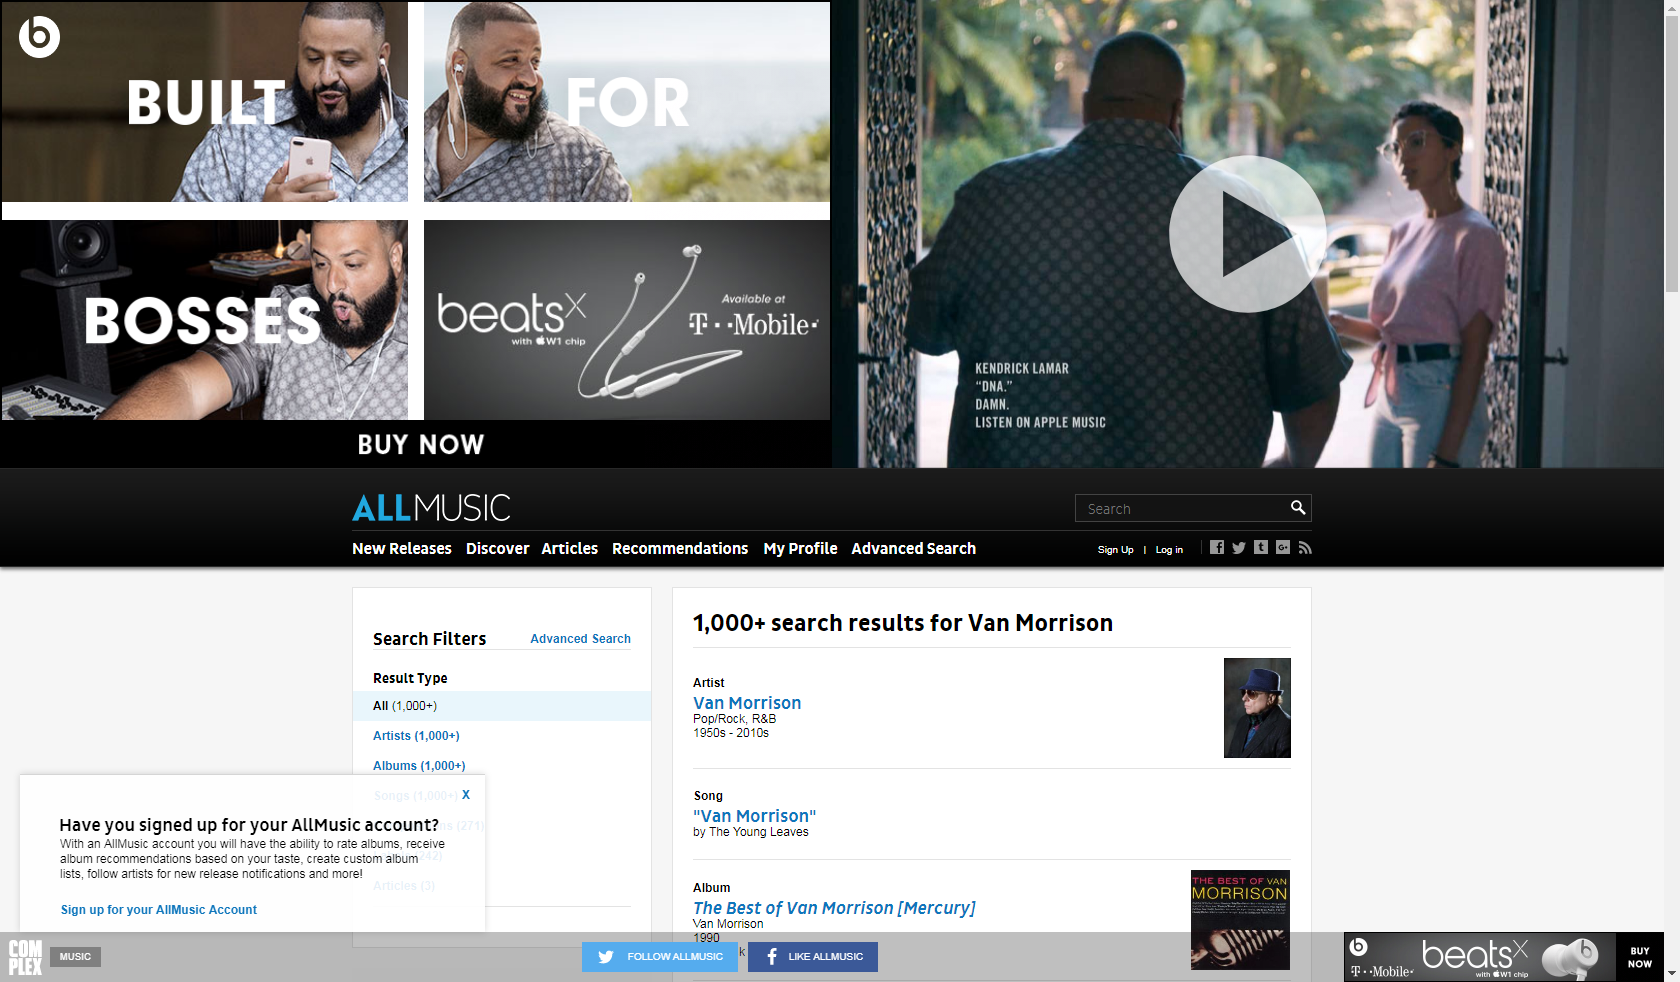 b
BUILT
FOR
BOSSES
beatsX
with W1 chip
Available at
T··Mobile·
BUY NOW
KENDRICK LAMAR
“DNA.”
DAMN.
LISTEN ON APPLE MUSIC
ALLMUSIC
Search
New Releases Discover Articles Recommendations My Profile Advanced Search
Sign Up | Log in
Search Filters Advanced Search
Result Type
All (1,000+)
Artists (1,000+)
Albums (1,000+)
Songs (1,000+)
(271)
Articles (3)
X
Have you signed up for your AllMusic account?
With an AllMusic account you will have the ability to rate albums, receive
album recommendations based on your taste, create custom album
lists, follow artists for new release notifications and more!
Sign up for your AllMusic Account
1,000+ search results for Van Morrison
Artist
Van Morrison
Pop/Rock, R&B
1950s - 2010s
Song
"Van Morrison"
by The Young Leaves
Album
The Best of Van Morrison [Mercury]
Van Morrison
1990
THE BEST OF VAN
MORRISON
COM
PLEX
MUSIC
FOLLOW ALLMUSIC
LIKE ALLMUSIC
b
T··Mobile·
beatsX
with W1 chip
BUY
NOW